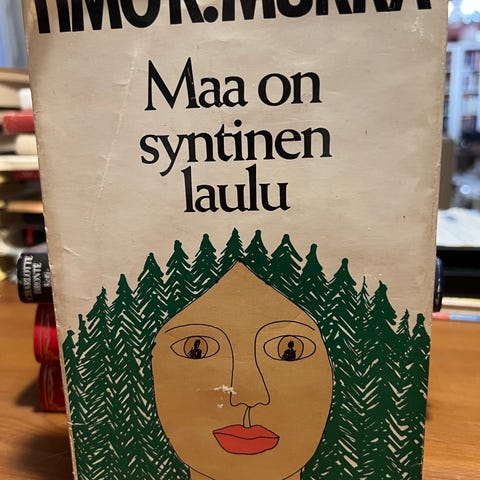 TIMO K. MUKKA
Maa on
syntinen
laulu